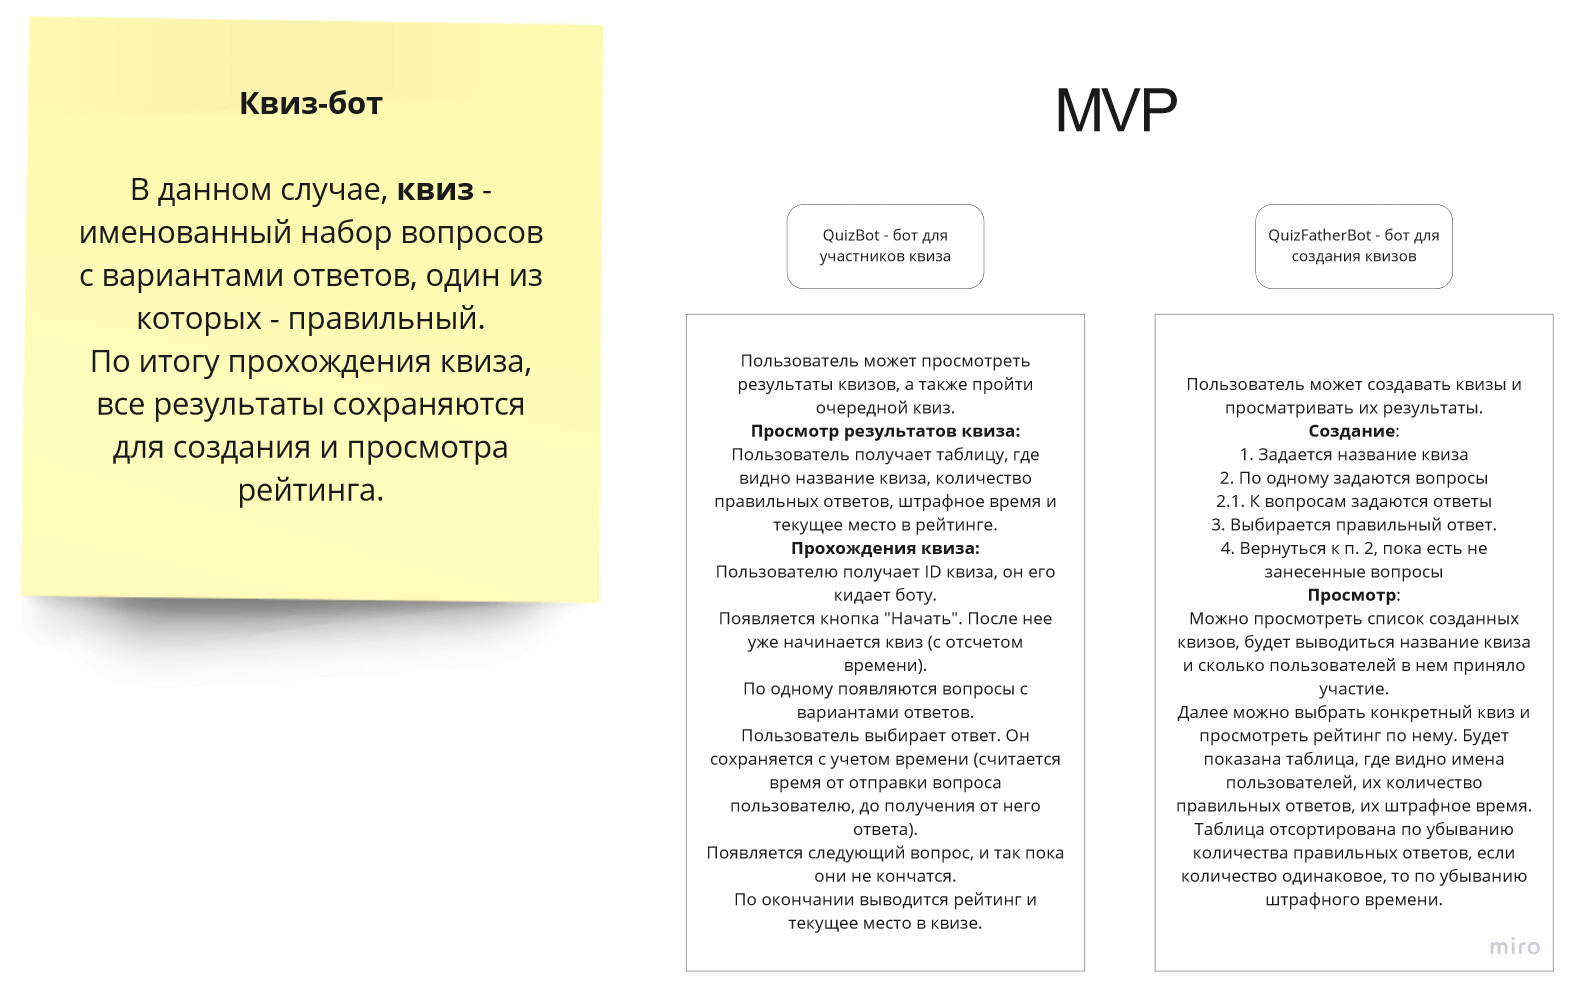 Квиз-бот
В данном случае, квиз -
именованный набор вопросов
с вариантами ответов, один из
которых - правильный.
По итогу прохождения квиза,
все результаты сохраняются
для создания и просмотра
рейтинга.
MVP
QuizBot - бот для
участников квиза
Пользователь может просмотреть
результаты квизов, а также пройти
очередной квиз.
Просмотр результатов квиза:
Пользователь получает таблицу, где
видно название квиза, количество
правильных ответов, штрафное время и
текущее место в рейтинге.
Прохождения квиза:
Пользователю получает ID квиза, он его
кидает боту.
Появляется кнопка "Начать". После нее
уже начинается квиз (с отсчетом
времени).
По одному появляются вопросы с
вариантами ответов.
Пользователь выбирает ответ. Он
сохраняется с учетом времени (считается
время от отправки вопроса
пользователю, до получения от него
ответа).
Появляется следующий вопрос, и так пока
они не кончатся.
По окончании выводится рейтинг и
текущее место в квизе.
QuizFatherBot - бот для
создания квизов
Пользователь может создавать квизы и
просматривать их результаты.
Создание:
1. Задается название квиза
2. По одному задаются вопросы
2.1. К вопросам задаются ответы
3. Выбирается правильный ответ.
4. Вернуться к п. 2, пока есть не
занесенные вопросы
Просмотр:
Можно просмотреть список созданных
квизов, будет выводиться название квиза
и сколько пользователей в нем приняло
участие.
Далее можно выбрать конкретный квиз и
просмотреть рейтинг по нему. Будет
показана таблица, где видно имена
пользователей, их количество
правильных ответов, их штрафное время.
Таблица отсортирована по убыванию
количества правильных ответов, если
количество одинаковое, то по убыванию
штрафного времени.
miro